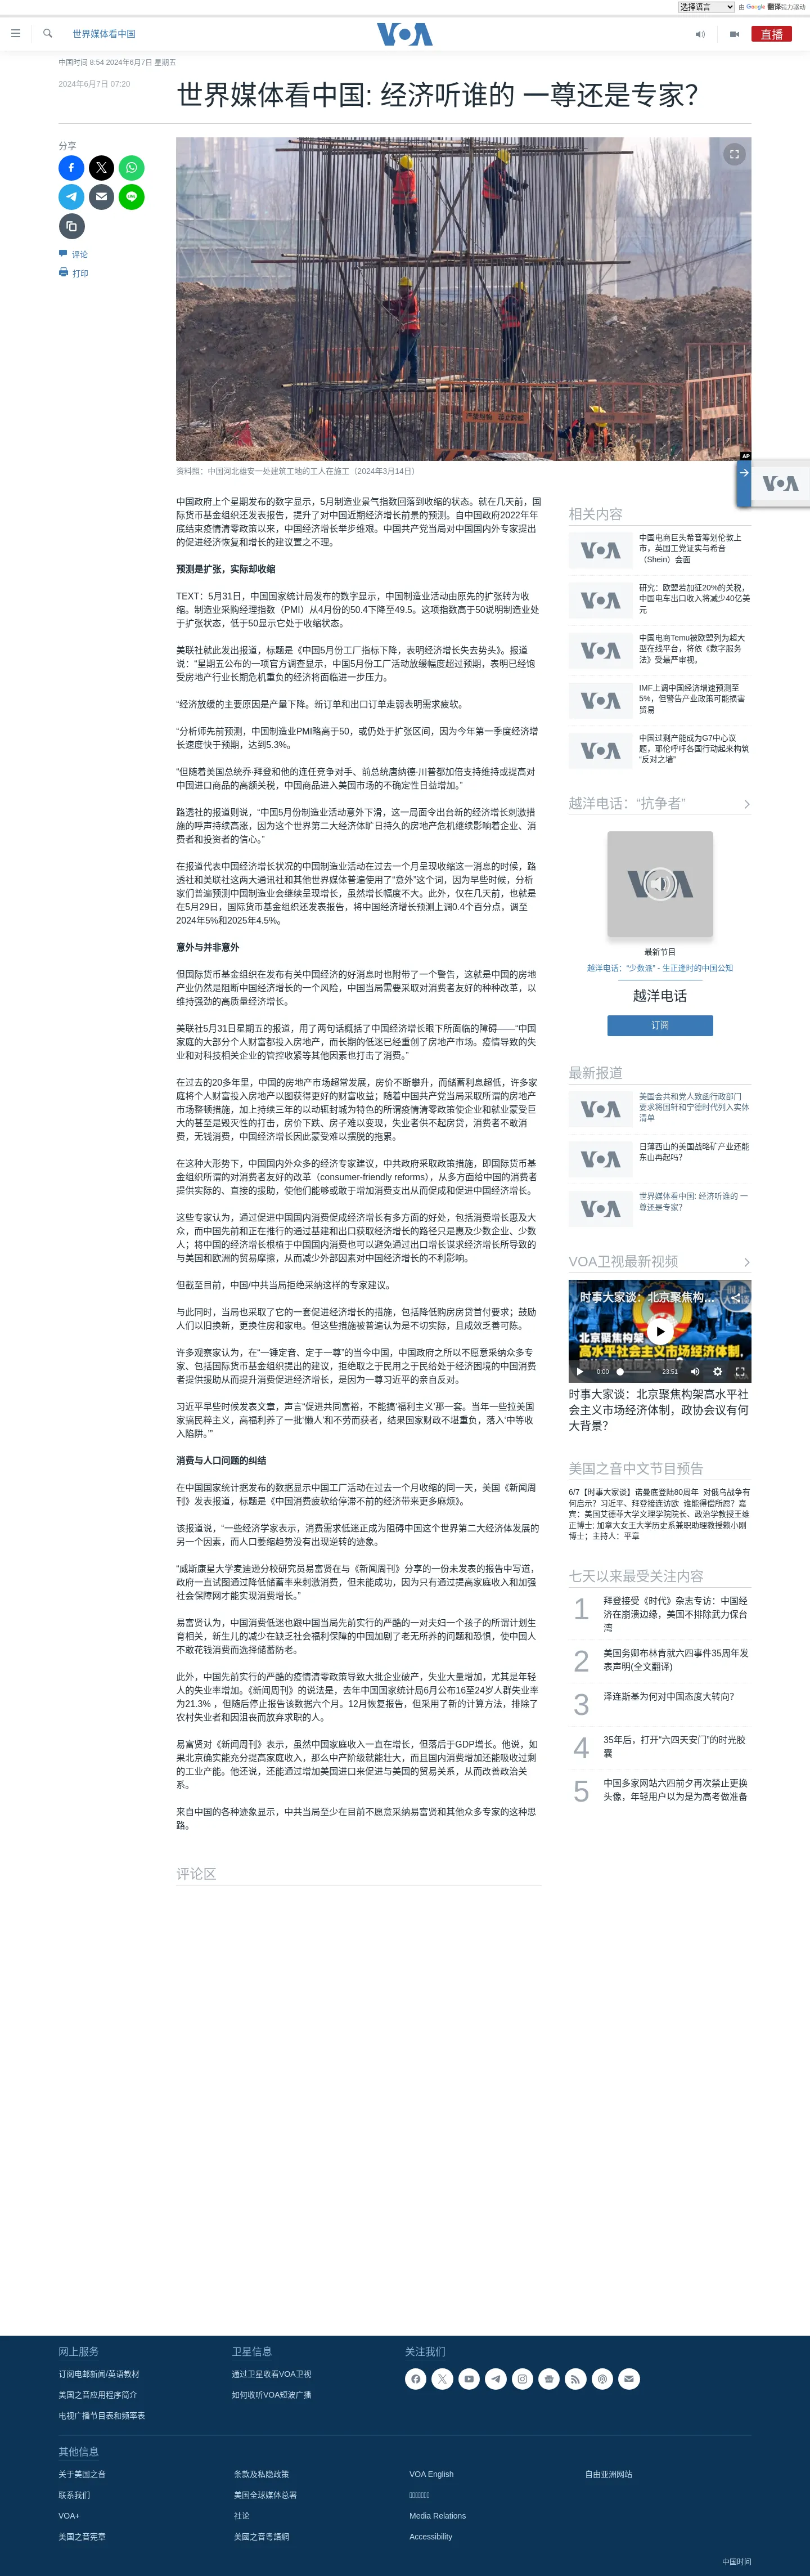 选择语言 由 Google 翻译强力驱动
世界媒体看中国
VOA
直播
中国时间 8:54 2024年6月7日 星期五
2024年6月7日 07:20
世界媒体看中国: 经济听谁的 一尊还是专家？
分享
评论
打印
AP
资料照：中国河北雄安一处建筑工地的工人在施工（2024年3月14日）
中国政府上个星期发布的数字显示，5月制造业景气指数回落到收缩的状态。就在几天前，国
际货币基金组织还发表报告，提升了对中国近期经济增长前景的预测。自中国政府2022年年
底结束疫情清零政策以来，中国经济增长举步维艰。中国共产党当局对中国国内外专家提出
的促进经济恢复和增长的建议置之不理。
预测是扩张，实际却收缩
TEXT：5月31日，中国国家统计局发布的数字显示，中国制造业活动由原先的扩张转为收
缩。制造业采购经理指数（PMI）从4月份的50.4下降至49.5。这项指数高于50说明制造业处
于扩张状态，低于50显示它处于收缩状态。
美联社就此发出报道，标题是《中国5月份工厂指标下降，表明经济增长失去势头》。报道
说：“星期五公布的一项官方调查显示，中国5月份工厂活动放缓幅度超过预期，表明已经饱
受房地产行业长期危机重负的经济将面临进一步压力。
“经济放缓的主要原因是产量下降。新订单和出口订单走弱表明需求疲软。
“分析师先前预测，中国制造业PMI略高于50，或仍处于扩张区间，因为今年第一季度经济增
长速度快于预期，达到5.3%。
“但随着美国总统乔·拜登和他的连任竞争对手、前总统唐纳德·川普都加倍支持维持或提高对
中国进口商品的高额关税，中国商品进入美国市场的不确定性日益增加。”
路透社的报道则说，“中国5月份制造业活动意外下滑，这一局面令出台新的经济增长刺激措
施的呼声持续高涨，因为这个世界第二大经济体旷日持久的房地产危机继续影响着企业、消
费者和投资者的信心。”
在报道代表中国经济增长状况的中国制造业活动在过去一个月呈现收缩这一消息的时候，路
透社和美联社这两大通讯社和其他世界媒体普遍使用了“意外”这个词，因为早些时候，分析
家们普遍预测中国制造业会继续呈现增长，虽然增长幅度不大。此外，仅在几天前，也就是
在5月29日，国际货币基金组织还发表报告，将中国经济增长预测上调0.4个百分点，调至
2024年5%和2025年4.5%。
意外与并非意外
但国际货币基金组织在发布有关中国经济的好消息时也附带了一个警告，这就是中国的房地
产业仍然是阻断中国经济增长的一个风险，中国当局需要采取对消费者友好的种种改革，以
维持强劲的高质量经济增长。
美联社5月31日星期五的报道，用了两句话概括了中国经济增长眼下所面临的障碍——“中国
家庭的大部分个人财富都投入房地产，而长期的低迷已经重创了房地产市场。疫情导致的失
业和对科技相关企业的管控收紧等其他因素也打击了消费。”
在过去的20多年里，中国的房地产市场超常发展，房价不断攀升，而储蓄利息超低，许多家
庭将个人财富投入房地产以图获得更好的财富收益；随着中国共产党当局采取所谓的房地产
市场整顿措施，加上持续三年的以动辄封城为特色的所谓疫情清零政策使企业和就业蒙受巨
大的甚至是毁灭性的打击，房价下跌、房子难以变现，失业者供不起房贷，消费者不敢消
费，无钱消费，中国经济增长因此蒙受难以摆脱的拖累。
在这种大形势下，中国国内外众多的经济专家建议，中共政府采取政策措施，即国际货币基
金组织所谓的对消费者友好的改革（consumer-friendly reforms），从多方面给中国的消费者
提供实际的、直接的援助，使他们能够或敢于增加消费支出从而促成和促进中国经济增长。
这些专家认为，通过促进中国国内消费促成经济增长有多方面的好处，包括消费增长惠及大
众，而中国先前和正在推行的通过基建和出口获取经济增长的路径只是惠及少数企业、少数
人；将中国的经济增长根植于中国国内消费也可以避免通过出口增长谋求经济增长所导致的
与美国和欧洲的贸易摩擦，从而减少外部因素对中国经济增长的不利影响。
但截至目前，中国/中共当局拒绝采纳这样的专家建议。
与此同时，当局也采取了它的一套促进经济增长的措施，包括降低购房房贷首付要求；鼓励
人们以旧换新，更换住房和家电。但这些措施被普遍认为是不切实际，且成效乏善可陈。
许多观察家认为，在“一锤定音、定于一尊”的当今中国，中国政府之所以不愿意采纳众多专
家、包括国际货币基金组织提出的建议，拒绝取之于民用之于民给处于经济困境的中国消费
者提供援助从而提升消费促进经济增长，是因为一尊习近平的亲自反对。
习近平早些时候发表文章，声言“促进共同富裕，不能搞‘福利主义’那一套。当年一些拉美国
家搞民粹主义，高福利养了一批‘懒人’和不劳而获者，结果国家财政不堪重负，落入‘中等收
入陷阱。’”
消费与人口问题的纠结
在中国国家统计据发布的数据显示中国工厂活动在过去一个月收缩的同一天，美国《新闻周
刊》发表报道，标题是《中国消费疲软给停滞不前的经济带来更多麻烦》。
该报道说，“一些经济学家表示，消费需求低迷正成为阻碍中国这个世界第二大经济体发展的
另一个因素，而人口萎缩趋势没有出现逆转的迹象。
“威斯康星大学麦迪逊分校研究员易富贤在与《新闻周刊》分享的一份未发表的报告中写道，
政府一直试图通过降低储蓄率来刺激消费，但未能成功，因为只有通过提高家庭收入和加强
社会保障网才能实现消费增长。”
易富贤认为，中国消费低迷也跟中国当局先前实行的严酷的一对夫妇一个孩子的所谓计划生
育相关，新生儿的减少在缺乏社会福利保障的中国加剧了老无所养的问题和恐惧，使中国人
不敢花钱消费而选择储蓄防老。
此外，中国先前实行的严酷的疫情清零政策导致大批企业破产，失业大量增加，尤其是年轻
人的失业率增加。《新闻周刊》的说法是，去年中国国家统计局6月公布16至24岁人群失业率
为21.3% ，但随后停止报告该数据六个月。12月恢复报告，但采用了新的计算方法，排除了
农村失业者和因沮丧而放弃求职的人。
易富贤对《新闻周刊》表示，虽然中国家庭收入一直在增长，但落后于GDP增长。他说，如
果北京确实能充分提高家庭收入，那么中产阶级就能壮大，而且国内消费增加还能吸收过剩
的工业产能。他还说，还能通过增加美国进口来促进与美国的贸易关系，从而改善政治关
系。
来自中国的各种迹象显示，中共当局至少在目前不愿意采纳易富贤和其他众多专家的这种思
路。
评论区
VOA
相关内容
VOA
中国电商巨头希音筹划伦敦上
市，英国工党证实与希音
（Shein）会面
VOA
研究：欧盟若加征20%的关税，
中国电车出口收入将减少40亿美
元
VOA
中国电商Temu被欧盟列为超大
型在线平台，将依《数字服务
法》受最严审视。
VOA
IMF上调中国经济增速预测至
5%，但警告产业政策可能损害
贸易
VOA
中国过剩产能成为G7中心议
题，耶伦呼吁各国行动起来构筑
“反对之墙”
越洋电话：“抗争者”
VOA
最新节目
越洋电话：“少数派” - 生正逢时的中国公知
越洋电话
订阅
最新报道
VOA
美国会共和党人致函行政部门
要求将国轩和宁德时代列入实体
清单
VOA
日薄西山的美国战略矿产业还能
东山再起吗？
VOA
世界媒体看中国: 经济听谁的 一
尊还是专家？
VOA卫视最新视频
时事大家谈：北京聚焦构...
北京聚焦构架
高水平社会主义市场经济体制，
0:00 23:51
时事大家谈：北京聚焦构架高水平社
会主义市场经济体制，政协会议有何
大背景？
美国之音中文节目预告
6/7【时事大家谈】诺曼底登陆80周年 对俄乌战争有
何启示？习近平、拜登接连访欧 谁能得偿所愿？嘉
宾：美国艾德菲大学文理学院院长、政治学教授王维
正博士; 加拿大女王大学历史系兼职助理教授赖小刚
博士；主持人：平章
七天以来最受关注内容
1
拜登接受《时代》杂志专访：中国经
济在崩溃边缘，美国不排除武力保台
湾
2
美国务卿布林肯就六四事件35周年发
表声明(全文翻译)
3
泽连斯基为何对中国态度大转向？
4
35年后，打开“六四天安门”的时光胶
囊
5
中国多家网站六四前夕再次禁止更换
头像，年轻用户以为是为高考做准备
网上服务
订阅电邮新闻/英语教材
美国之音应用程序简介
电视广播节目表和频率表
卫星信息
通过卫星收看VOA卫视
如何收听VOA短波广播
关注我们
其他信息
关于美国之音
联系我们
VOA+
美国之音宪章
条款及私隐政策
美国全球媒体总署
社论
美國之音粵語網
VOA English
Media Relations
Accessibility
自由亚洲网站
中国时间